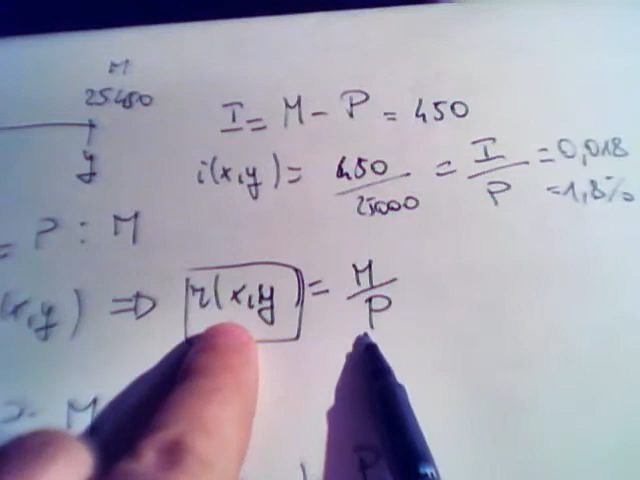 M
25450
I = M - P = 450
y
i(x,y) = 450/25000 = I/P = 0,018
= 1,8%
= P : M
(x,y) ⇒ r(x,y) = M/P
M
P